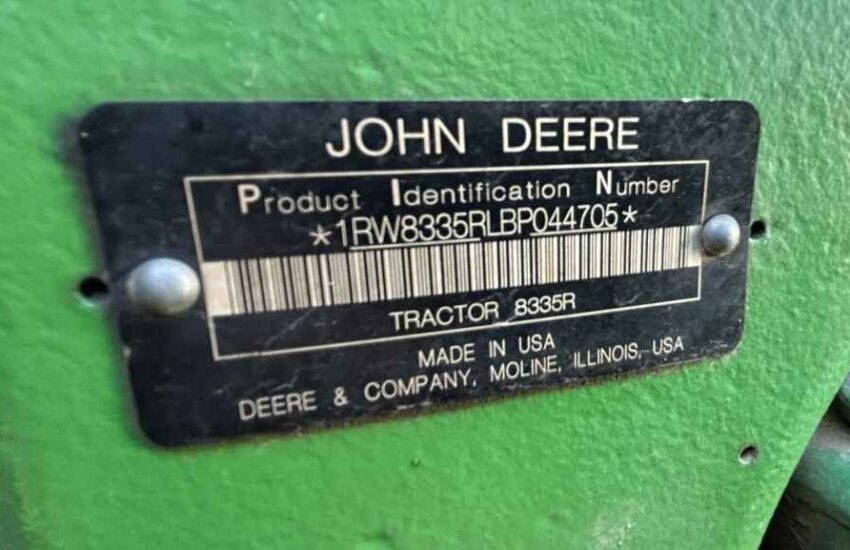 JOHN DEERE
Product Identification Number
*1RW8335RLBP044705*
TRACTOR 8335R
MADE IN USA
DEERE & COMPANY, MOLINE, ILLINOIS, USA